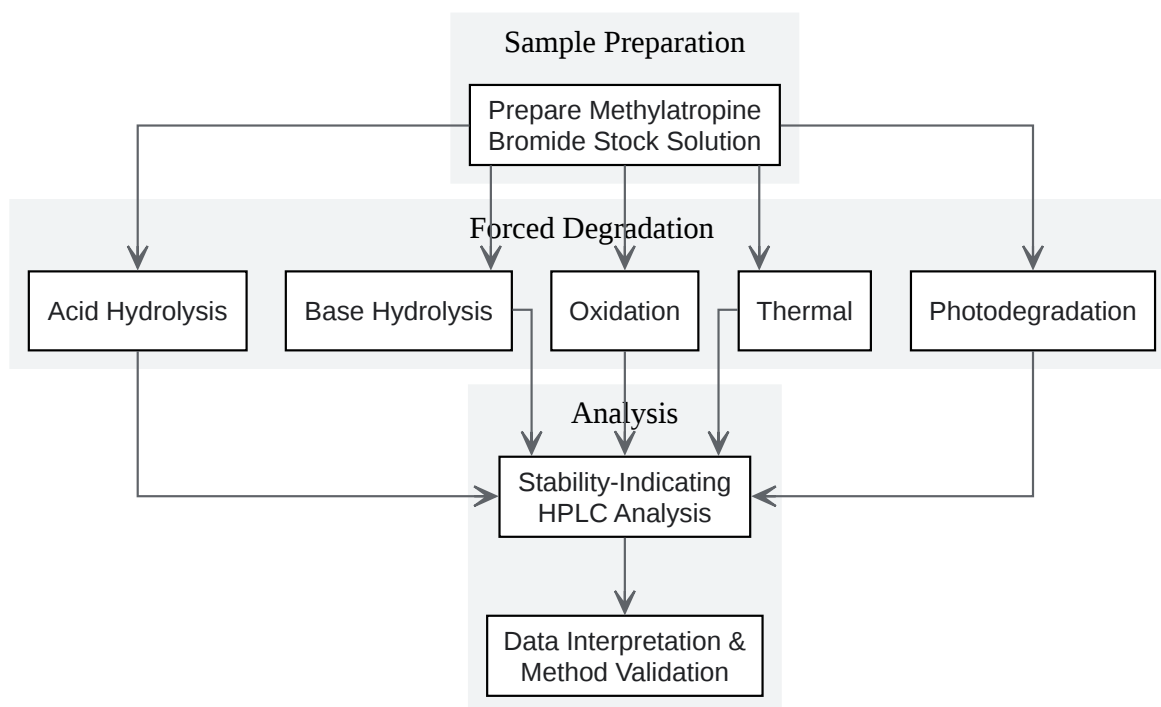 Sample Preparation
Prepare Methylatropine
Bromide Stock Solution
Forced Degradation
Acid Hydrolysis
Base Hydrolysis
Oxidation
Thermal
Photodegradation
Analysis
Stability-Indicating
HPLC Analysis
Data Interpretation &
Method Validation